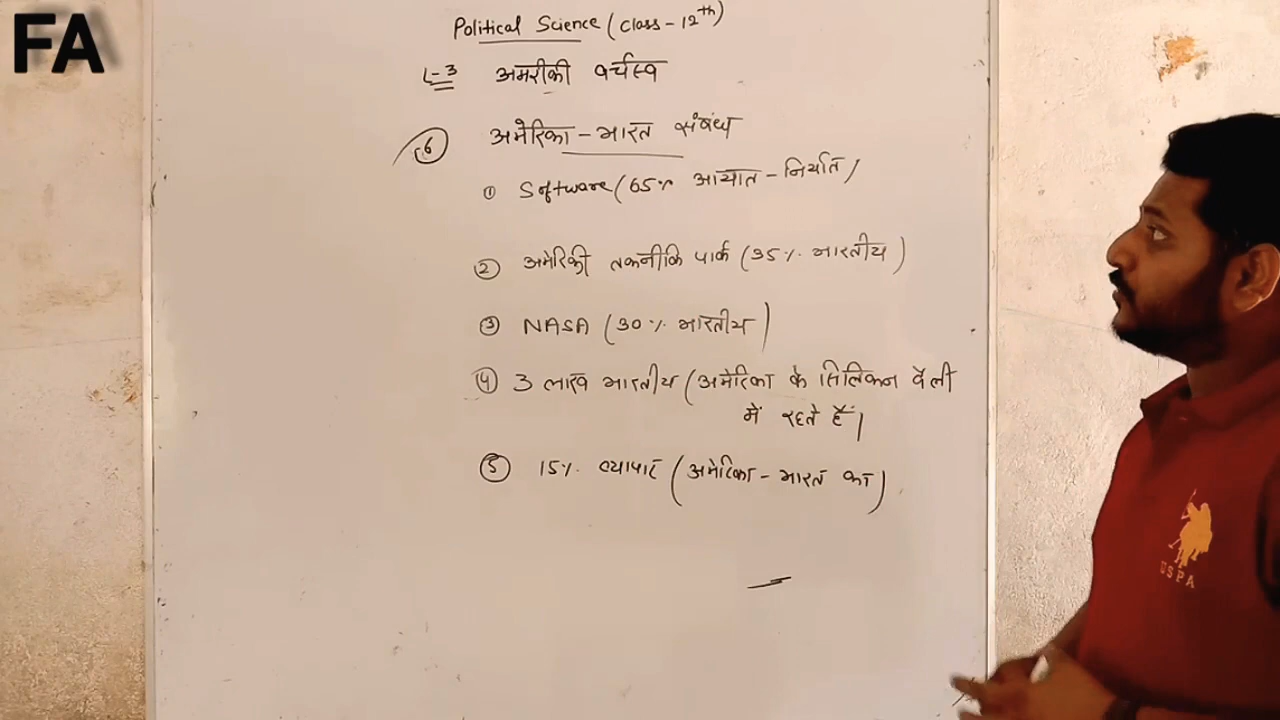 FA
Political Science (Class-12th)
L-3 अमरीकी वर्चस्व
6 अमेरिका - भारत संबंध
① Software (65% आयात - निर्यात)
② अमेरिकी तकनीकि पार्क (35% भारतीय)
③ NASA (30% भारतीय)
④ 3 लाख भारतीय (अमेरिका के सिलिकन वैली
में रहते हैं।
⑤ 15% व्यापार (अमेरिका - भारत का)
USPA